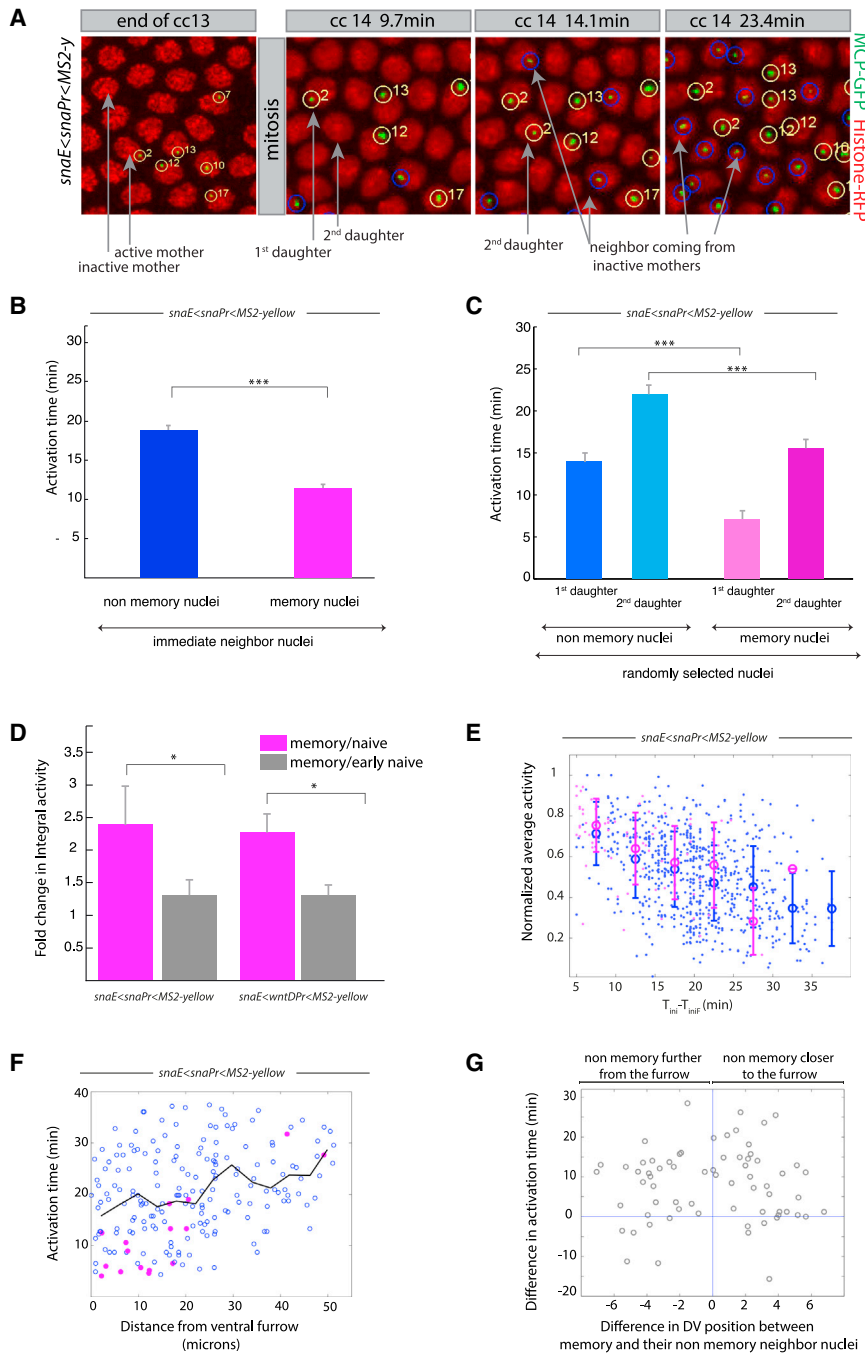 A
end of cc13
cc 14 9.7min
cc 14 14.1min
cc 14 23.4min
snaE<snaPr<MS2-y
mitosis
MCP-GFP Histone-RFP
7
2
13
12
10
17
2
13
12
17
2
13
12
2
13
13
2
12
12
10
1
active mother
inactive mother
1st daughter
2nd daughter
2nd daughter
neighbor coming from
inactive mothers
B
snaE<snaPr<MS2-yellow
Activation time (min)
30
25
20
15
10
5
-
***
non memory nuclei
memory nuclei
immediate neighbor nuclei
C
snaE<snaPr<MS2-yellow
Activation time (min)
30
25
20
15
10
5
0
***
***
1st daughter
2nd daughter
1st daughter
2nd daughter
non memory nuclei
memory nuclei
randomly selected nuclei
D
Fold change in Integral activity
3.5
3
2.5
2
1.5
1
0.5
*
*
memory/naive
memory/early naive
snaE<snaPr<MS2-yellow
snaE<wntDPr<MS2-yellow
E
snaE<snaPr<MS2-yellow
Normalized average activity
1
0.8
0.6
0.4
0.2
5
10
15
20
25
30
35
Tini-TiniF (min)
F
snaE<snaPr<MS2-yellow
Activation time (min)
40
30
20
10
0
10
20
30
40
50
Distance from ventral furrow
(microns)
G
non memory further
from the furrow
non memory closer
to the furrow
Difference in activation time (min)
30
20
10
0
-10
-20
-6
-4
-2
0
2
4
6
Difference in DV position between
memory and their non memory neighbor nuclei